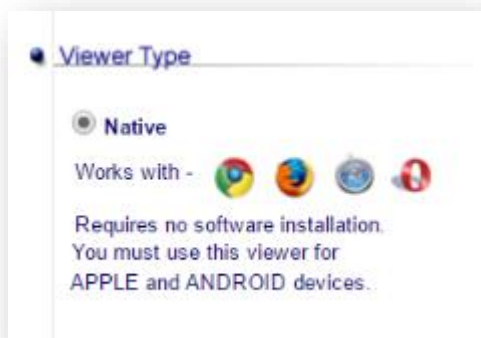 Viewer Type
Native
Works with -
Requires no software installation.
You must use this viewer for
APPLE and ANDROID devices.